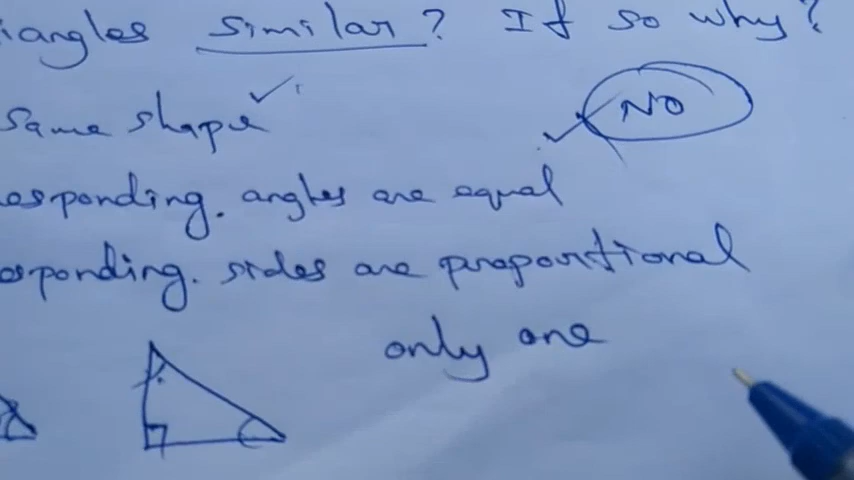 iangles similar? If so why?
same shape
NO
esponding. angles are equal
esponding. sides are proportional
only one